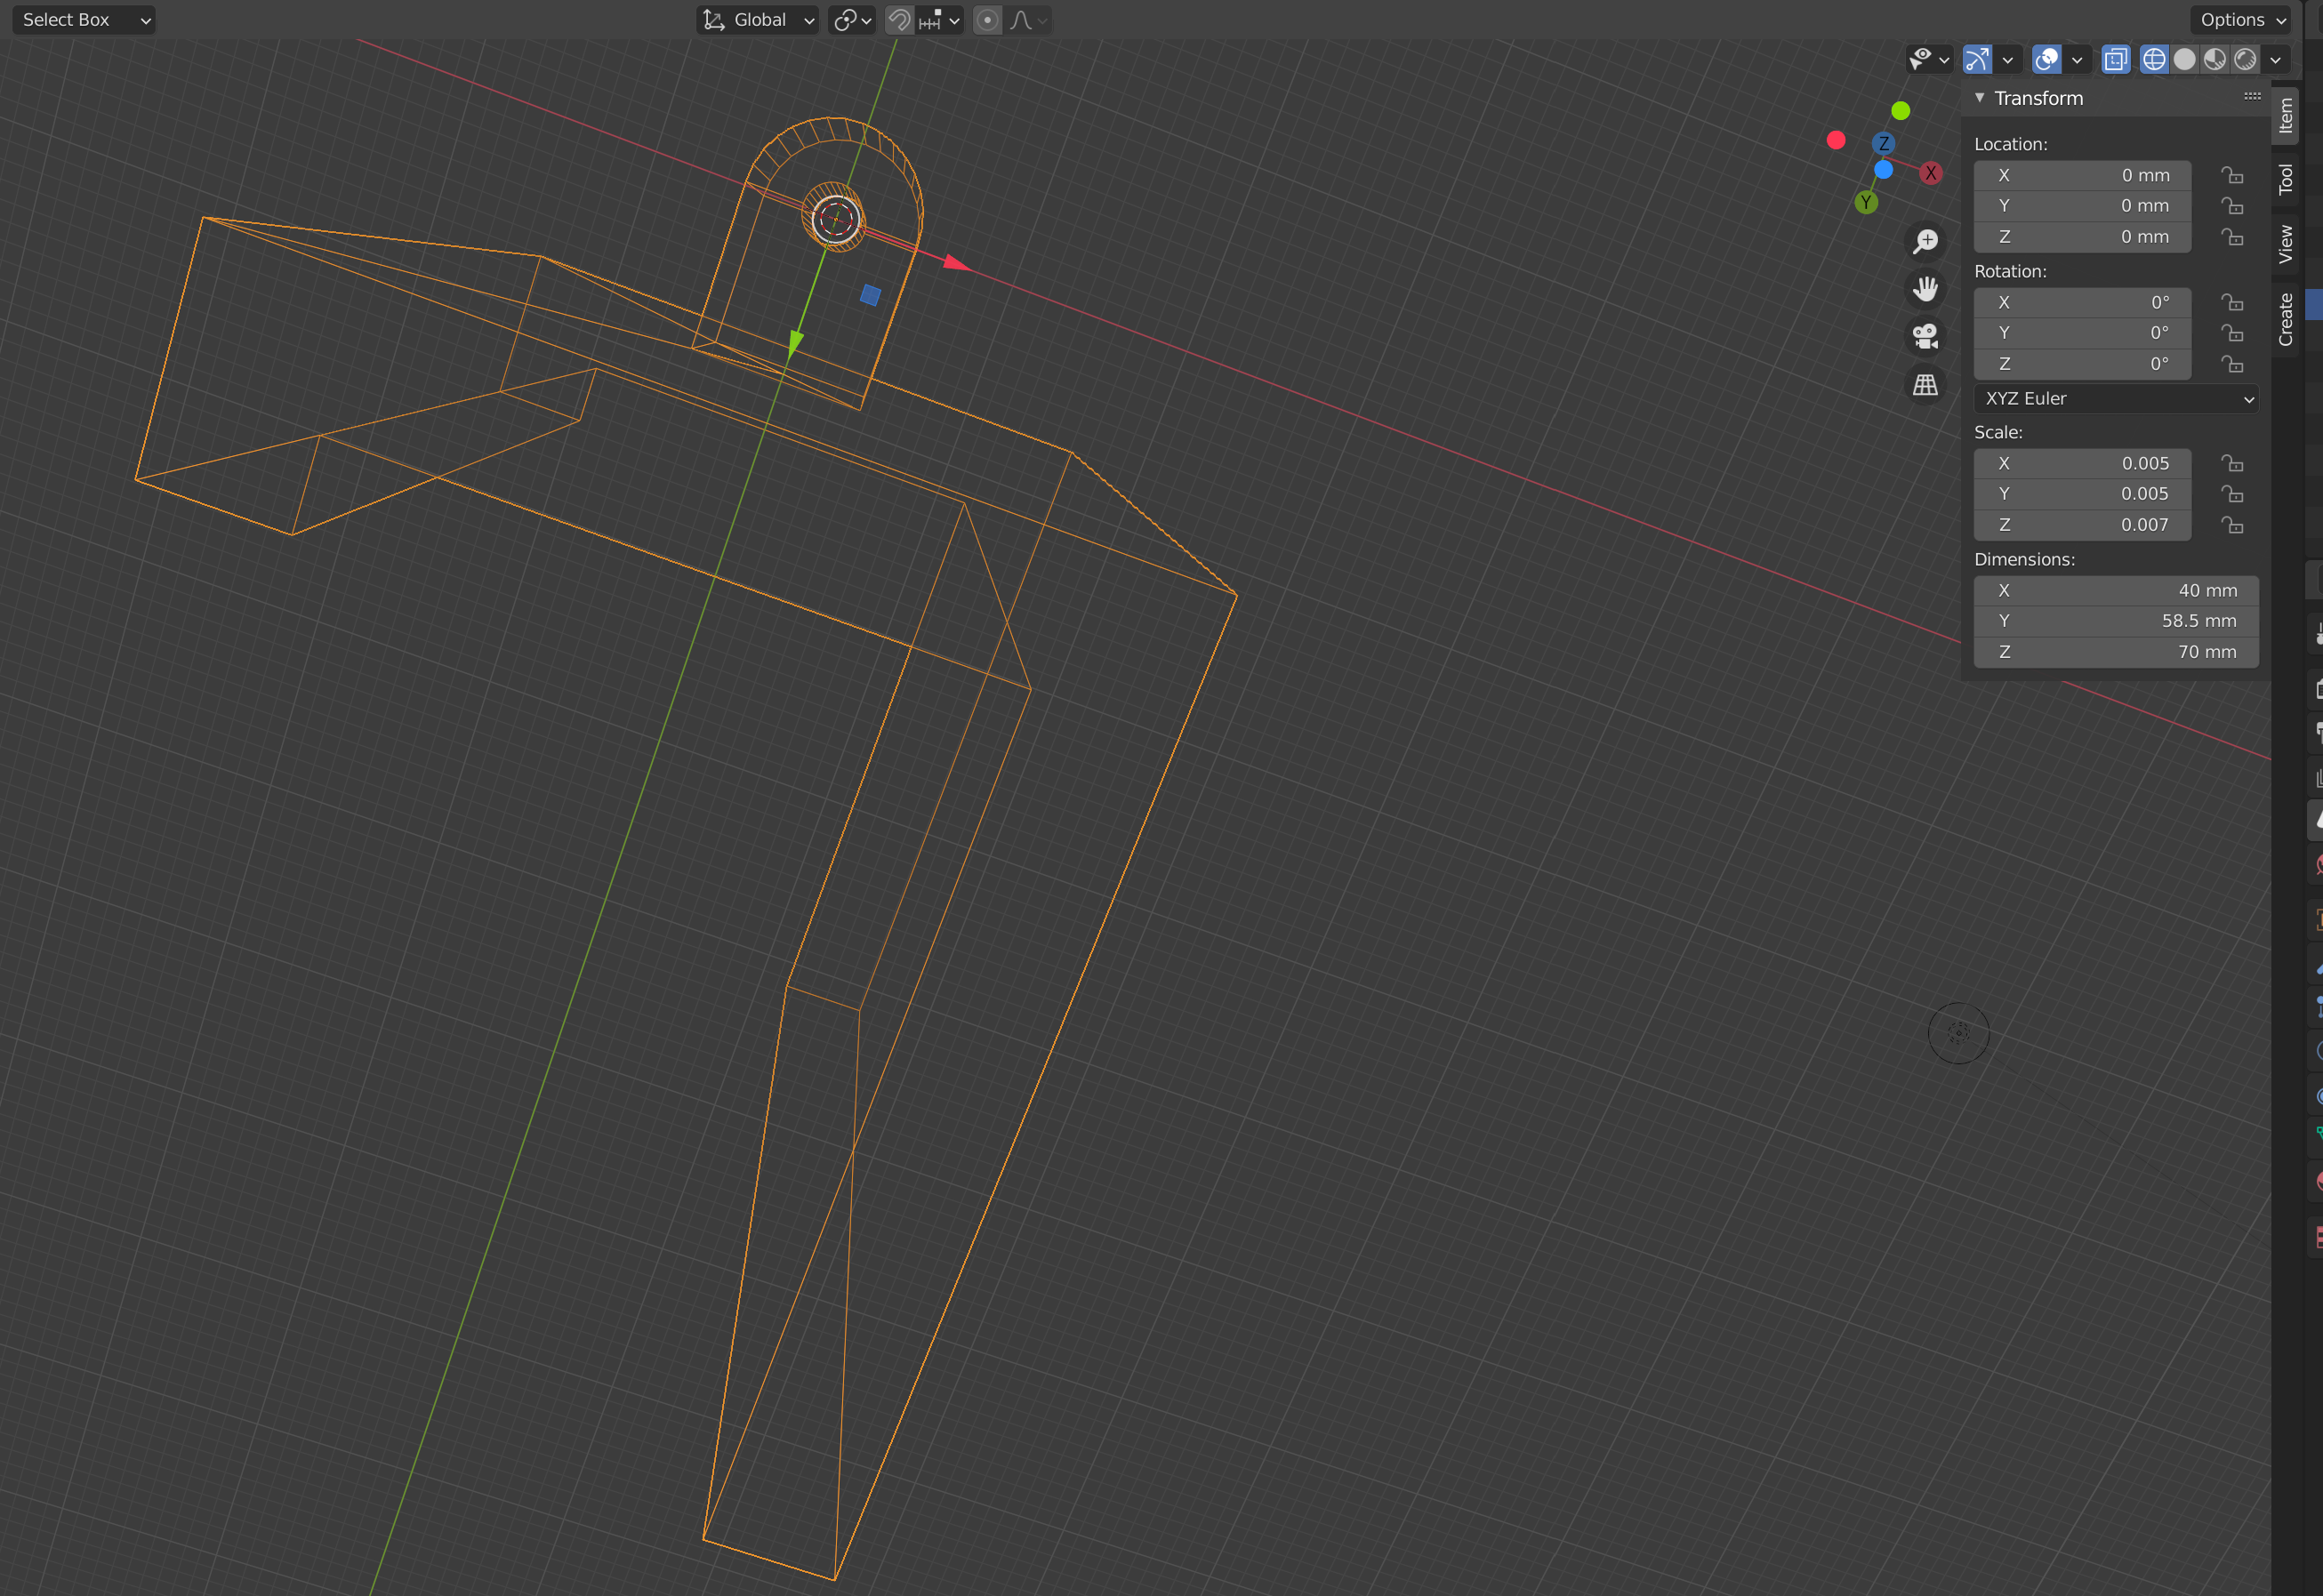 Select Box
Global
Options
Z
X
Y
Transform
Location:
X 0 mm
Y 0 mm
Z 0 mm
Rotation:
X 0°
Y 0°
Z 0°
XYZ Euler
Scale:
X 0.005
Y 0.005
Z 0.007
Dimensions:
X 40 mm
Y 58.5 mm
Z 70 mm
Item
Tool
View
Create